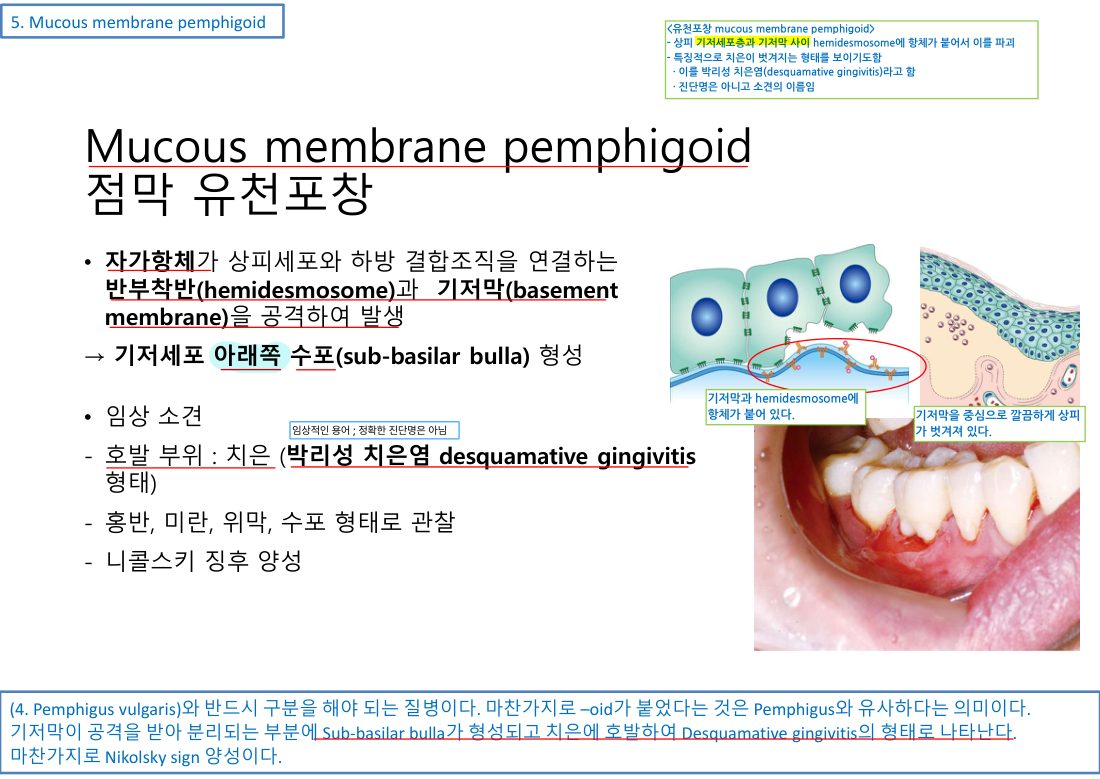 5. Mucous membrane pemphigoid
<유천포창 mucous membrane pemphigoid>
- 상피 기저세포층과 기저막 사이 hemidesmosome에 항체가 붙어서 이를 파괴
- 특징적으로 치은이 벗겨지는 형태를 보이기도함
· 이를 박리성 치은염(desquamative gingivitis)라고 함
· 진단명은 아니고 소견의 이름임
Mucous membrane pemphigoid
점막 유천포창
• 자가항체가 상피세포와 하방 결합조직을 연결하는
반부착반(hemidesmosome)과 기저막(basement
membrane)을 공격하여 발생
→ 기저세포 아래쪽 수포(sub-basilar bulla) 형성
기저막과 hemidesmosome에
항체가 붙어 있다.
기저막을 중심으로 깔끔하게 상피
가 벗겨져 있다.
• 임상 소견
임상적인 용어 ; 정확한 진단명은 아님
- 호발 부위 : 치은 (박리성 치은염 desquamative gingivitis
형태)
- 홍반, 미란, 위막, 수포 형태로 관찰
- 니콜스키 징후 양성
(4. Pemphigus vulgaris)와 반드시 구분을 해야 되는 질병이다. 마찬가지로 –oid가 붙었다는 것은 Pemphigus와 유사하다는 의미이다.
기저막이 공격을 받아 분리되는 부분에 Sub-basilar bulla가 형성되고 치은에 호발하여 Desquamative gingivitis의 형태로 나타난다.
마찬가지로 Nikolsky sign 양성이다.